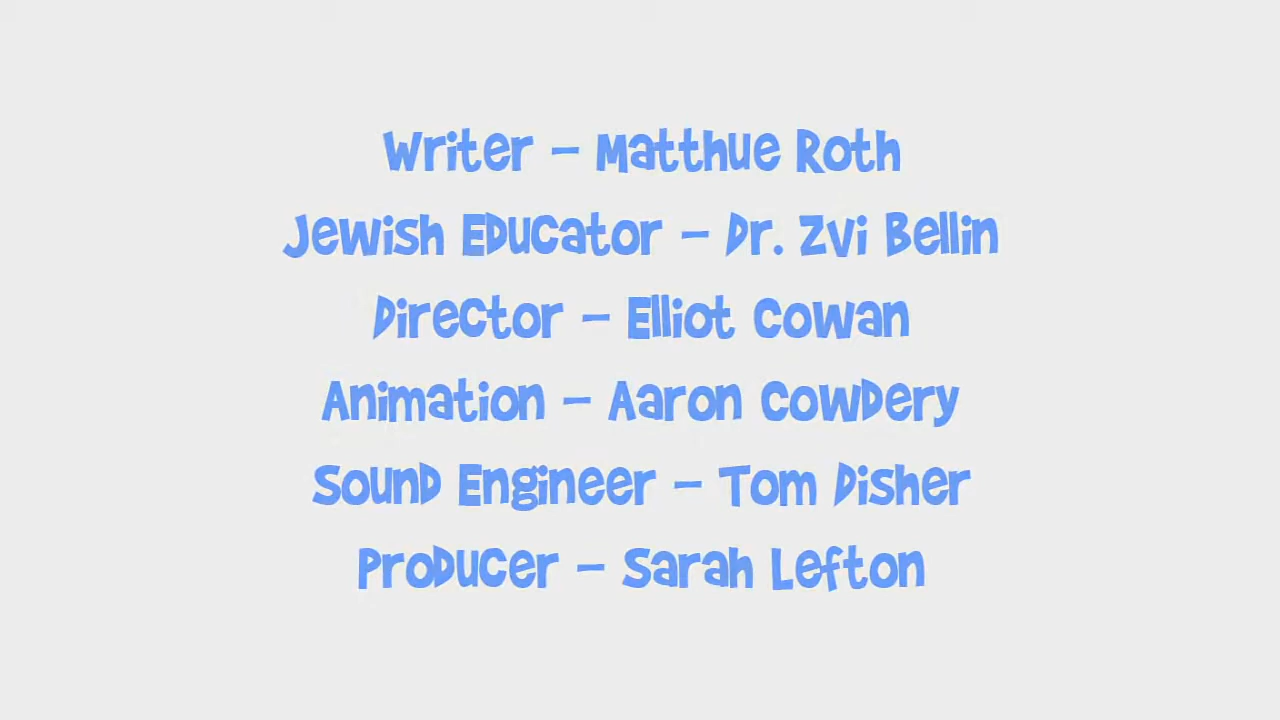 Writer - Matthue Roth
Jewish Educator - Dr. Zvi Bellin
Director - Elliot Cowan
Animation - Aaron Cowdery
Sound Engineer - Tom Disher
Producer - Sarah Lefton